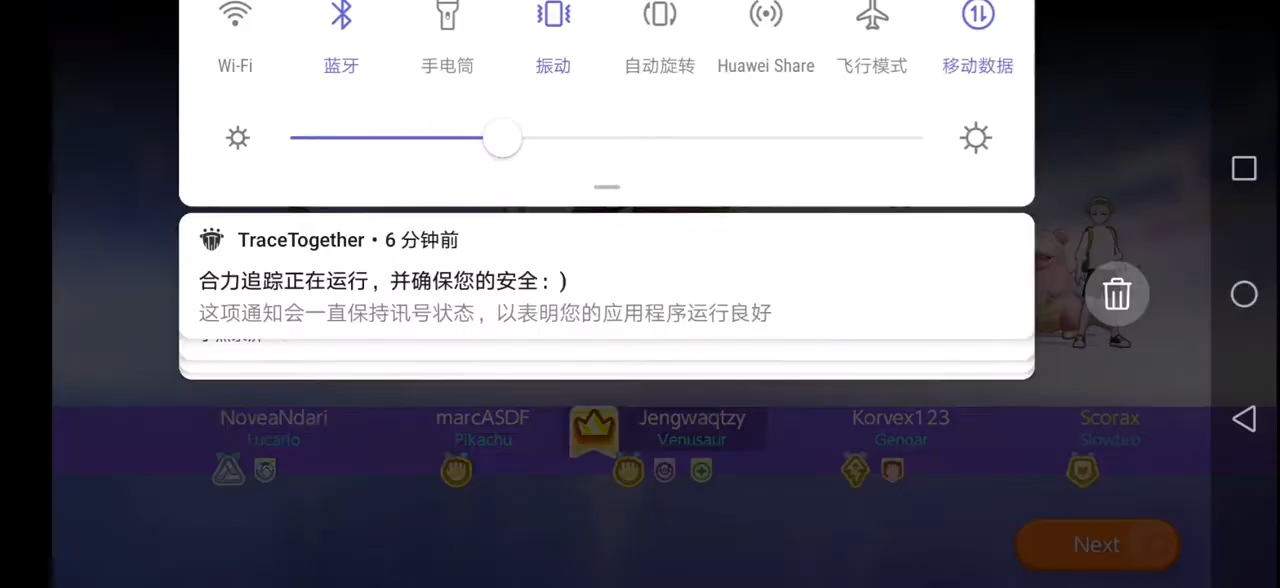 Wi-Fi 蓝牙 手电筒 振动 自动旋转 Huawei Share 飞行模式 移动数据
TraceTogether • 6 分钟前
合力追踪正在运行，并确保您的安全：)
这项通知会一直保持讯号状态，以表明您的应用程序运行良好
NoveaNdari marcASDF Jengwaqtzy Korvex123 Scorax
Lucario Pikachu Venusaur Gengar Slowbro
Next